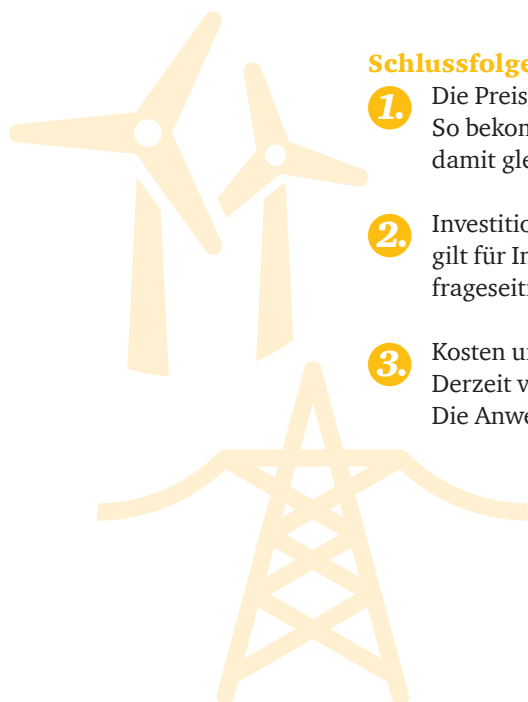 Schlussfolge
1. Die Preis
So bekon
damit gle
2. Investitio
gilt für In
frageseit
3. Kosten u
Derzeit v
Die Anwe